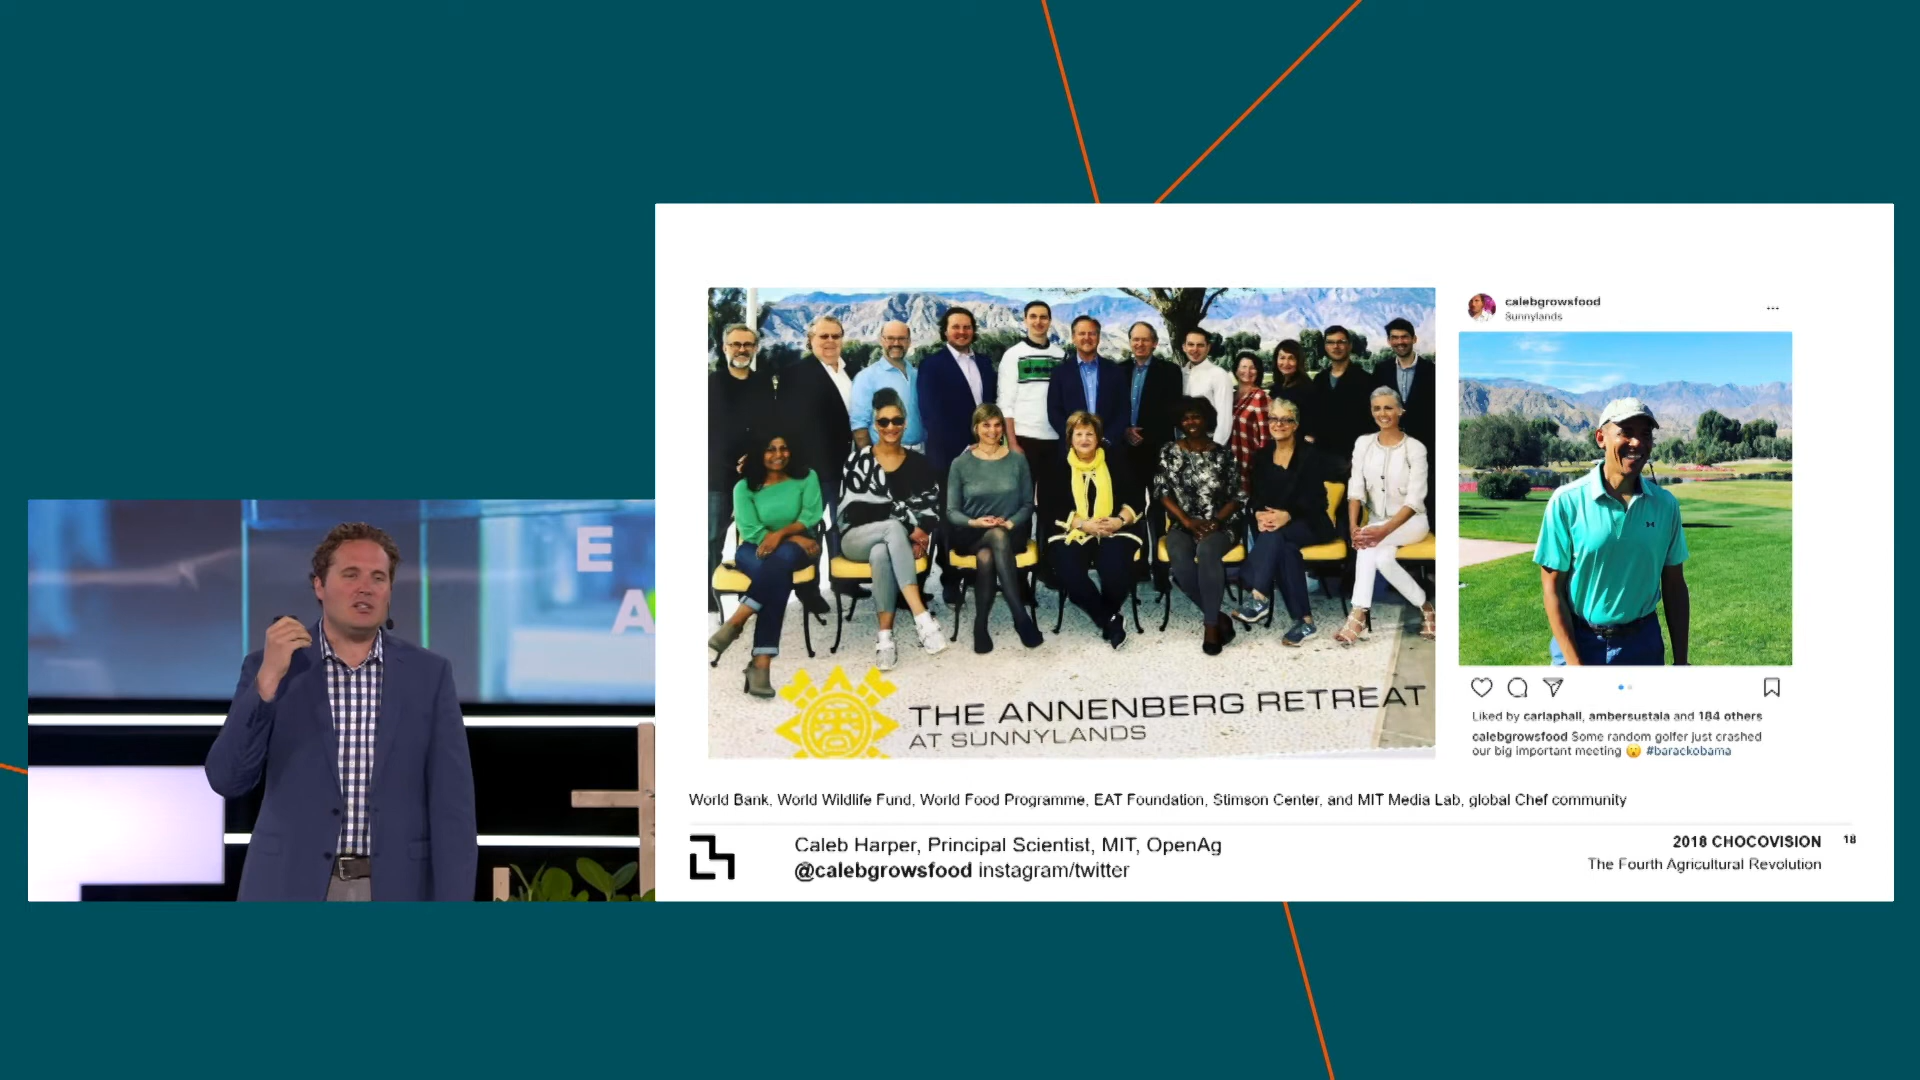 E
A
THE ANNENBERG RETREAT
AT SUNNYLANDS
calebgrowsfood
Sunnylands
Liked by carlaphall, ambersustala and 184 others
calebgrowsfood Some random golfer just crashed
our big important meeting 😮 #barackobama
World Bank, World Wildlife Fund, World Food Programme, EAT Foundation, Stimson Center, and MIT Media Lab, global Chef community
Caleb Harper, Principal Scientist, MIT, OpenAg
@calebgrowsfood instagram/twitter
2018 CHOCOVISION 18
The Fourth Agricultural Revolution